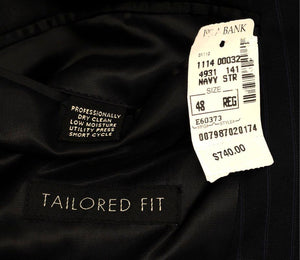 BANK
1114 00032
4931 141
NAVY STR
SIZE
48 REG
E60373
STYLE
007987020174
$740.00
PROFESSIONALLY
DRY CLEAN
LOW MOISTURE
UTILITY PRESS
SHORT CYCLE
TAILORED FIT